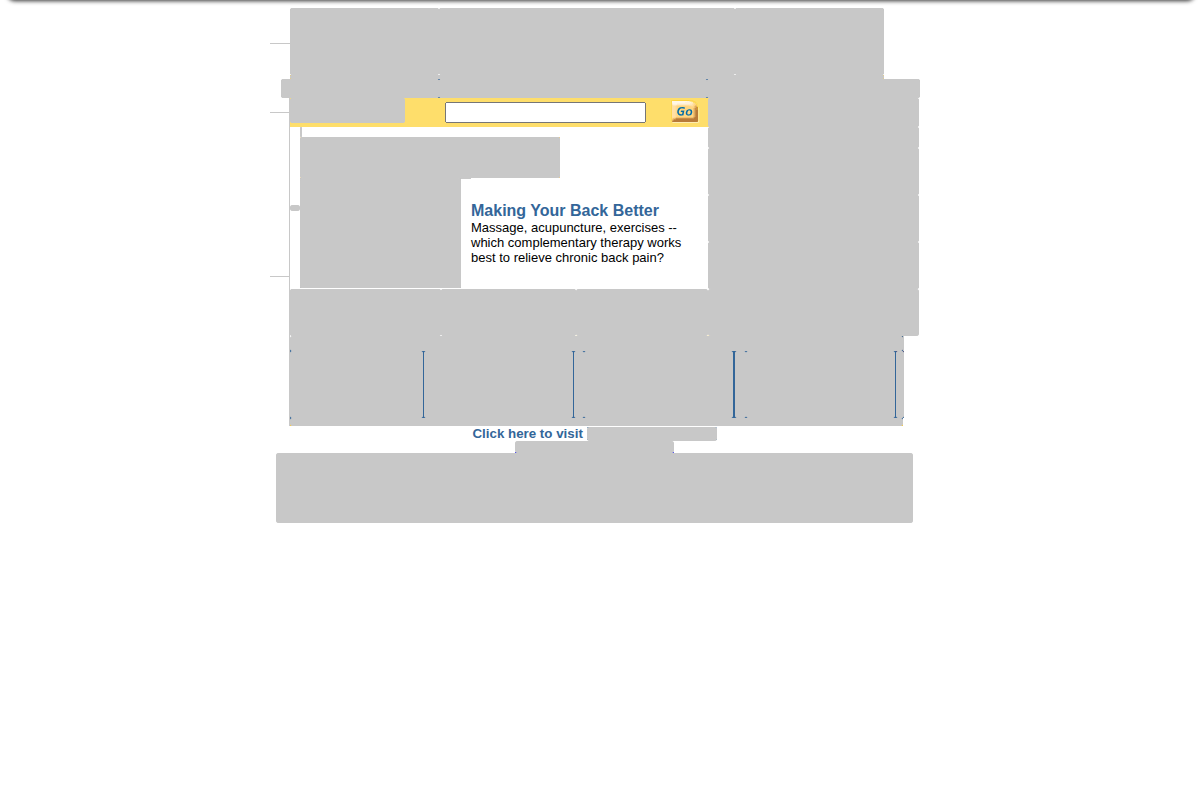 Go
Making Your Back Better
Massage, acupuncture, exercises --
which complementary therapy works
best to relieve chronic back pain?
Click here to visit